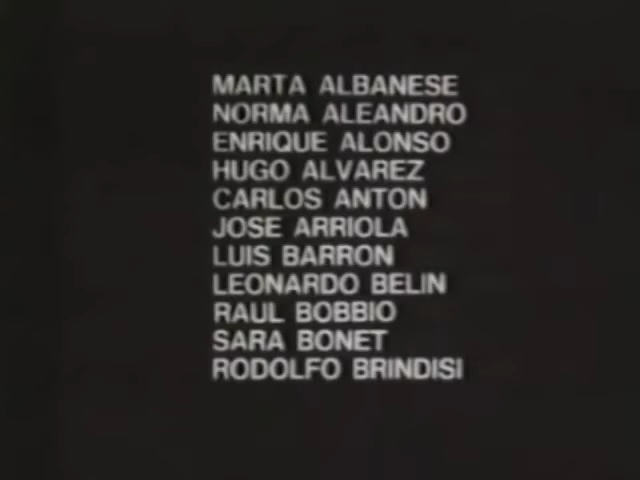 MARTA ALBANESE
NORMA ALEANDRO
ENRIQUE ALONSO
HUGO ALVAREZ
CARLOS ANTON
JOSE ARRIOLA
LUIS BARRON
LEONARDO BELIN
RAUL BOBBIO
SARA BONET
RODOLFO BRINDISI